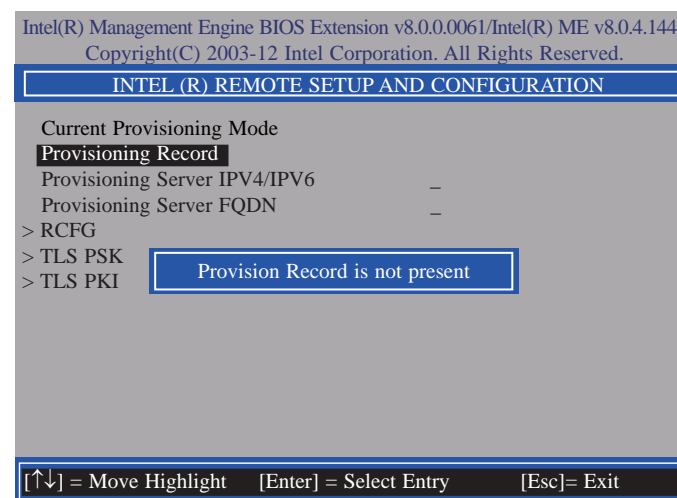 Intel(R) Management Engine BIOS Extension v8.0.0.0061/Intel(R) ME v8.0.4.144
Copyright(C) 2003-12 Intel Corporation. All Rights Reserved.
INTEL (R) REMOTE SETUP AND CONFIGURATION
Current Provisioning Mode
Provisioning Record
Provisioning Server IPV4/IPV6 _
Provisioning Server FQDN _
> RCFG
> TLS PSK
> TLS PKI
Provision Record is not present
[↑↓] = Move Highlight [Enter] = Select Entry [Esc]= Exit